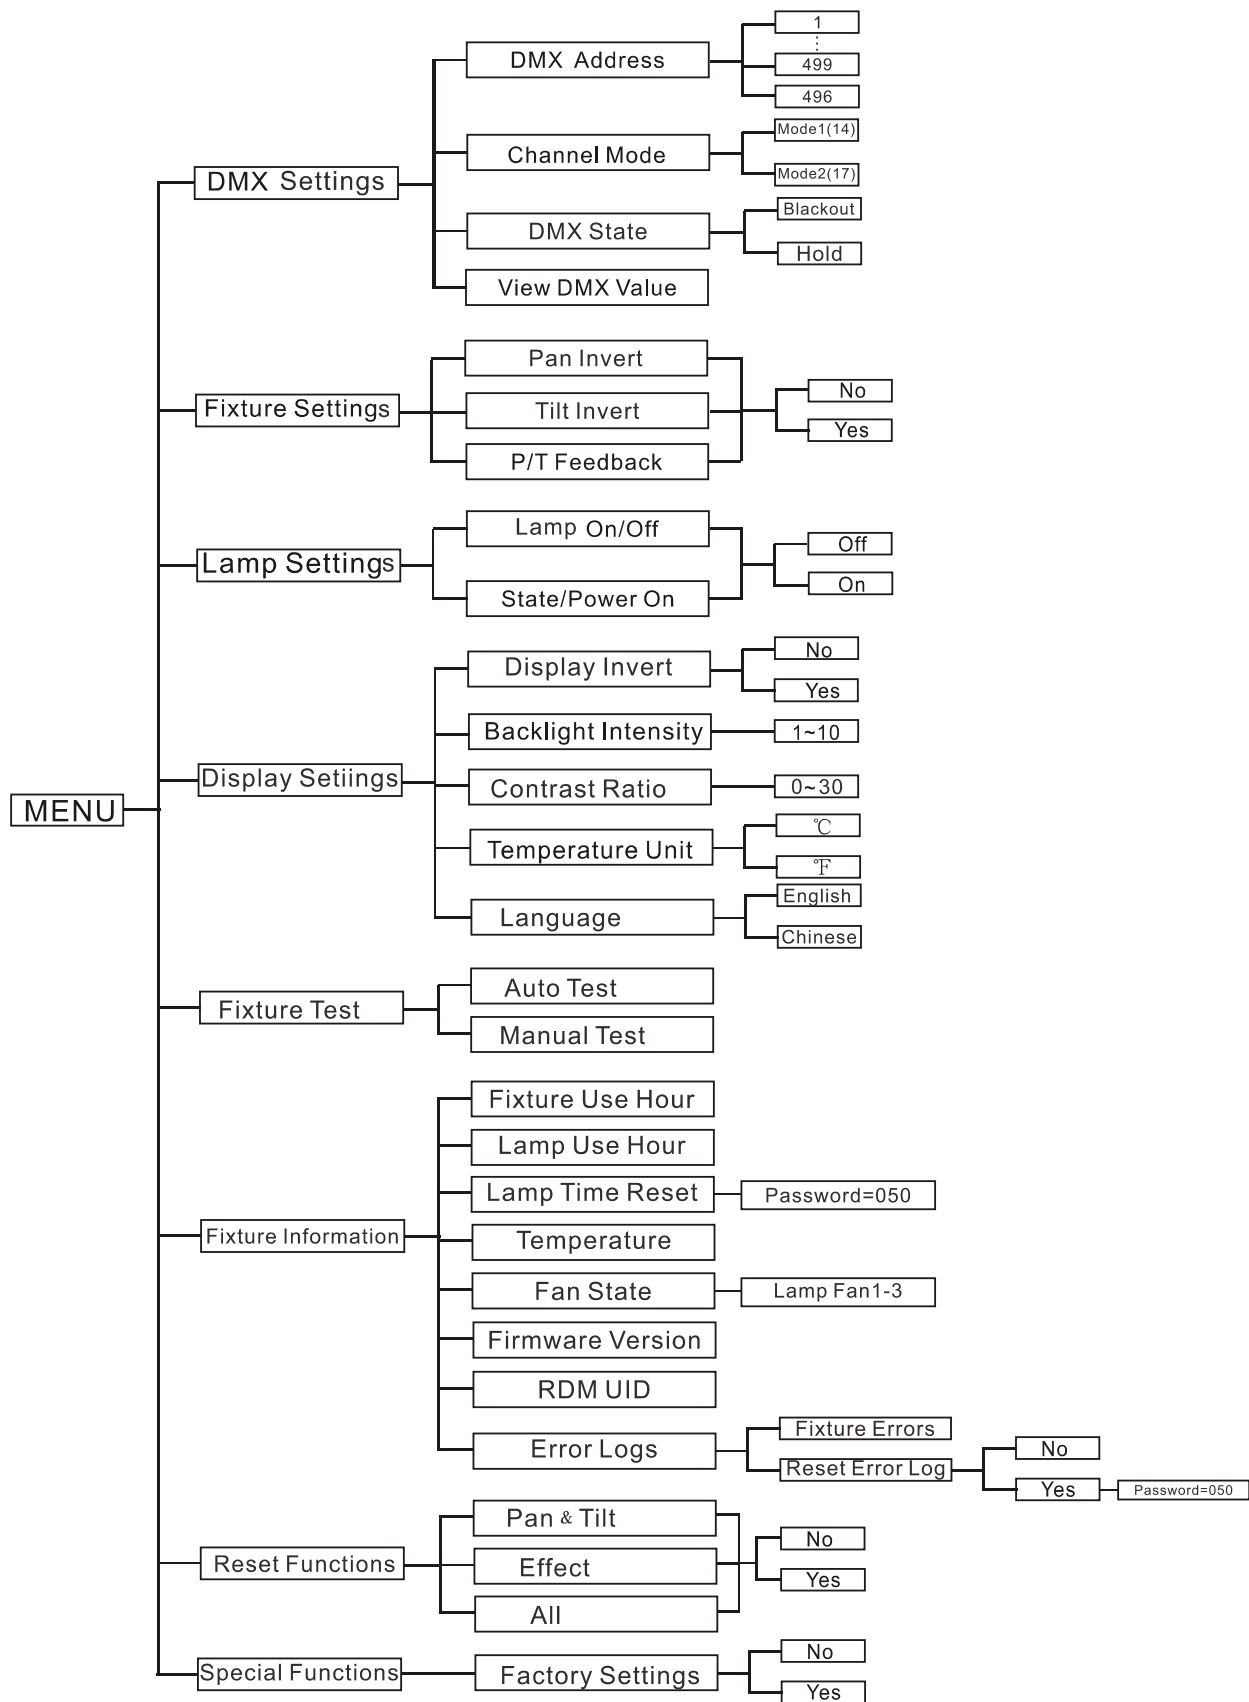 MENU
DMX Settings
DMX Address
1
499
496
Channel Mode
Mode1(14)
Mode2(17)
DMX State
Blackout
Hold
View DMX Value
Fixture Settings
Pan Invert
Tilt Invert
P/T Feedback
No
Yes
Lamp Settings
Lamp On/Off
State/Power On
Off
On
Display Setiings
Display Invert
No
Yes
Backlight Intensity
1~10
Contrast Ratio
0~30
Temperature Unit
℃
℉
Language
English
Chinese
Fixture Test
Auto Test
Manual Test
Fixture Information
Fixture Use Hour
Lamp Use Hour
Lamp Time Reset
Password=050
Temperature
Fan State
Lamp Fan1-3
Firmware Version
RDM UID
Error Logs
Fixture Errors
Reset Error Log
No
Yes
Password=050
Reset Functions
Pan & Tilt
Effect
All
No
Yes
Special Functions
Factory Settings
No
Yes